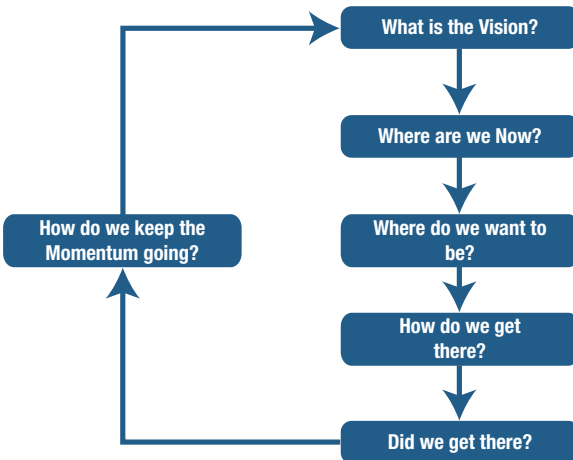 What is the Vision?
Where are we Now?
Where do we want to
be?
How do we get
there?
Did we get there?
How do we keep the
Momentum going?